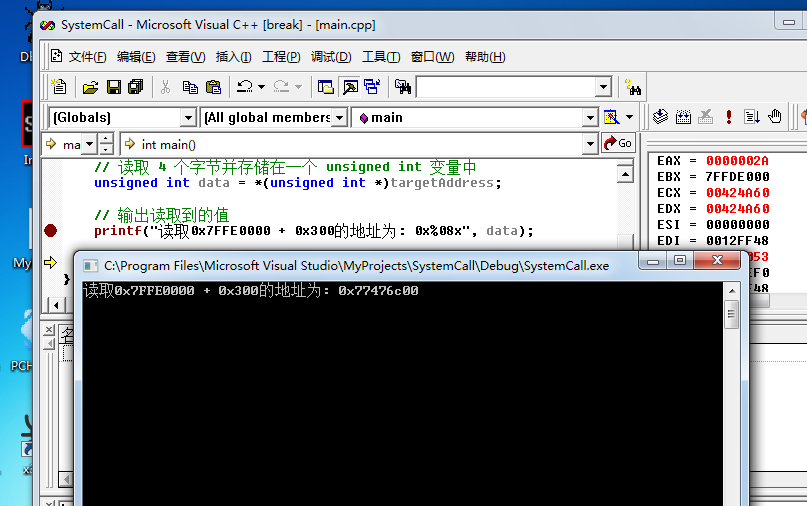 SystemCall - Microsoft Visual C++ [break] - [main.cpp]
文件(F) 编辑(E) 查看(V) 插入(I) 工程(P) 调试(D) 工具(T) 窗口(W) 帮助(H)
(Globals) (All global members main
ma int main() Go
// 读取 4 个字节并存储在一个 unsigned int 变量中
unsigned int data = *(unsigned int *)targetAddress;
// 输出读取到的值
printf("读取0x7FFE0000 + 0x300的地址为: 0x%08x", data);
}
EAX = 0000002A
EBX = 7FFDE000
ECX = 00424A60
EDX = 00424A60
ESI = 00000000
EDI = 0012FF48
C:\Program Files\Microsoft Visual Studio\MyProjects\SystemCall\Debug\SystemCall.exe
读取0x7FFE0000 + 0x300的地址为: 0x77476c00
My
PCH